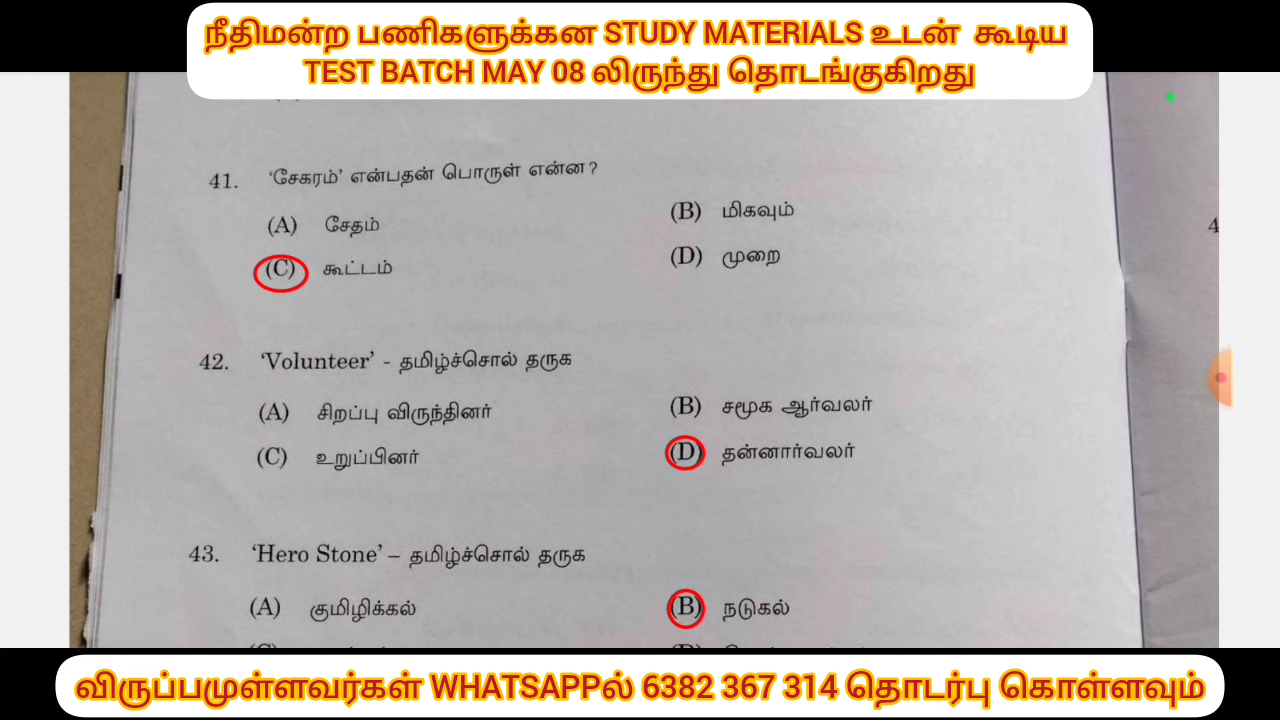 நீதிமன்ற பணிகளுக்கன STUDY MATERIALS உடன் கூடிய
TEST BATCH MAY 08 லிருந்து தொடங்குகிறது
41. ‘சேகரம்’ என்பதன் பொருள் என்ன?
(A) சேதம் (B) மிகவும்
(C) கூட்டம் (D) முறை
4
42. ‘Volunteer’ - தமிழ்ச்சொல் தருக
(A) சிறப்பு விருந்தினர் (B) சமூக ஆர்வலர்
(C) உறுப்பினர் (D) தன்னார்வலர்
43. ‘Hero Stone’ – தமிழ்ச்சொல் தருக
(A) குமிழிக்கல் (B) நடுகல்
விருப்பமுள்ளவர்கள் WHATSAPPல் 6382 367 314 தொடர்பு கொள்ளவும்